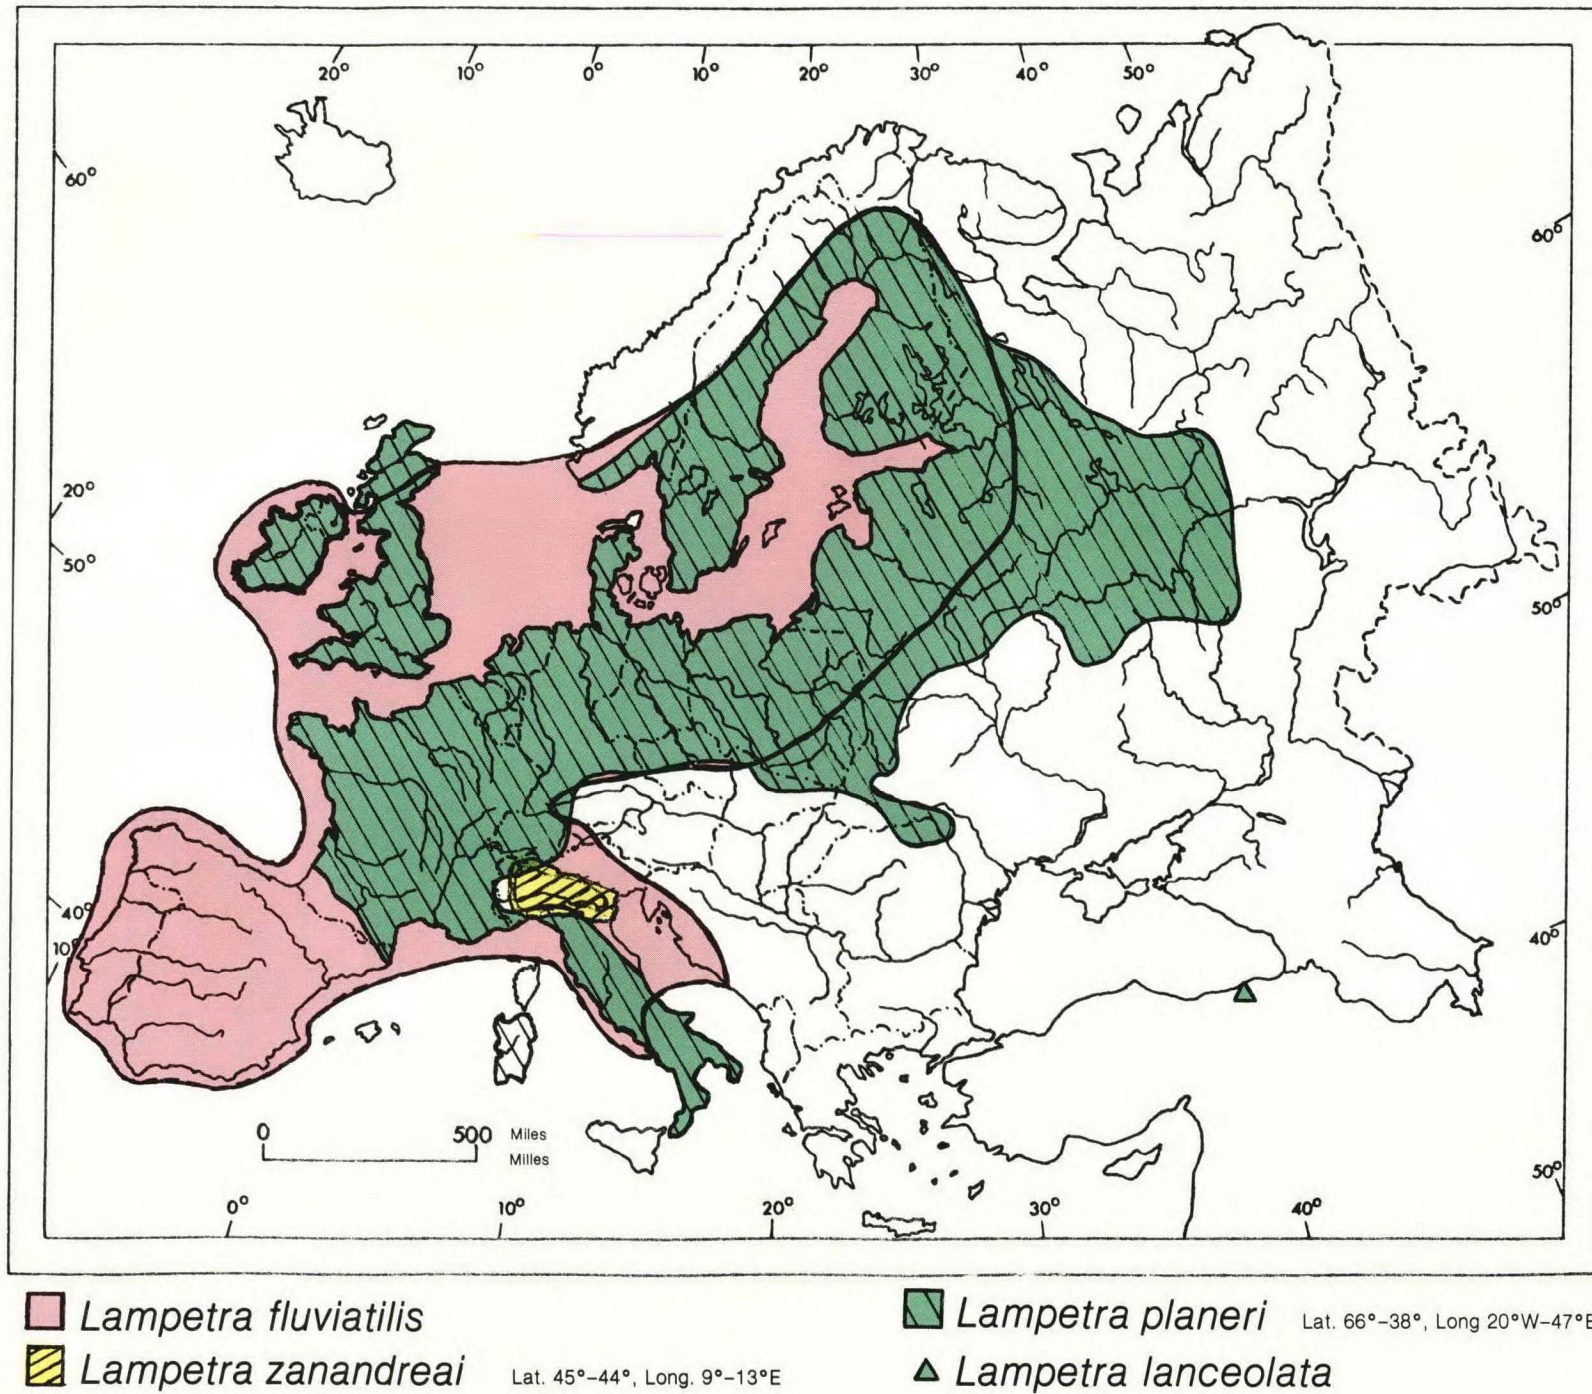 20° 10° 0° 10° 20° 30° 40° 50°
60°
60°
20°
50°
50°
40°
10°
40°
0 500 Miles
Milles
50°
0° 10° 20° 30° 40°
Lampetra fluviatilis
Lampetra planeri Lat. 66°–38°, Long 20°W–47°E
Lampetra zanandreai Lat. 45°–44°, Long. 9°–13°E
Lampetra lanceolata